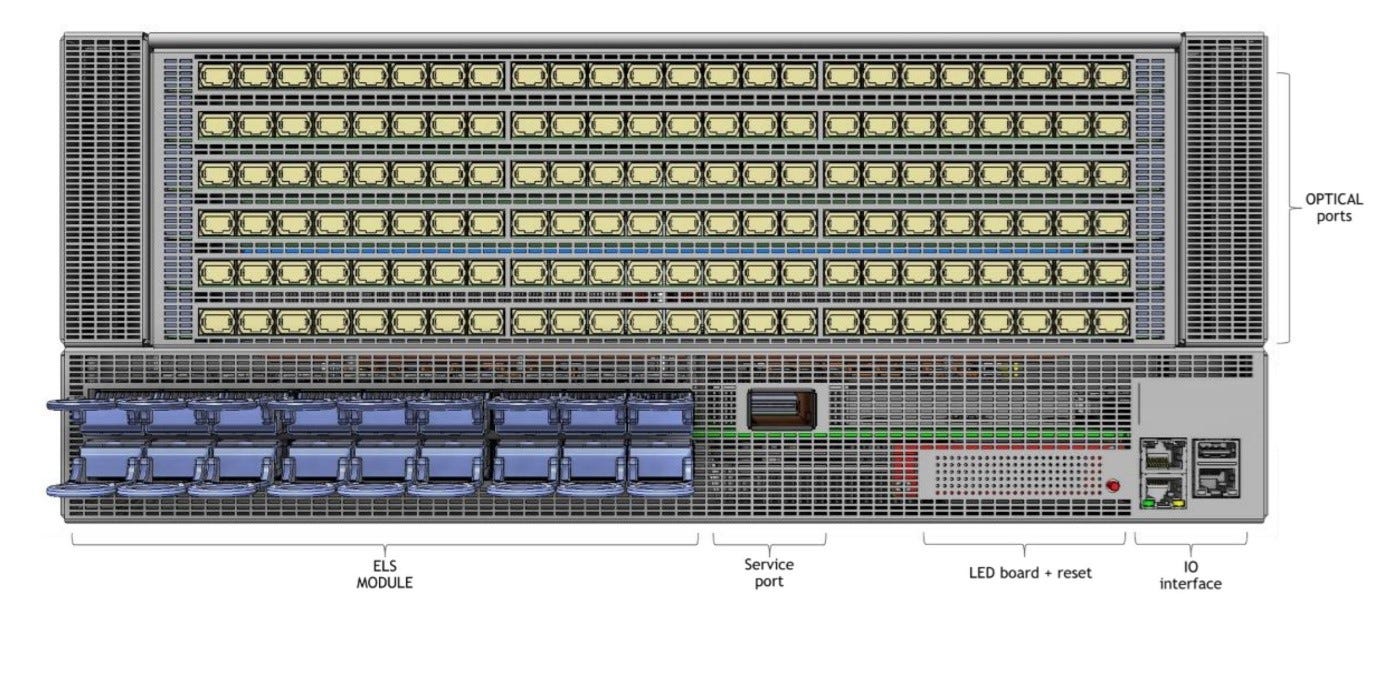 OPTICAL
ports
ELS
MODULE
Service
port
LED board + reset
IO
interface